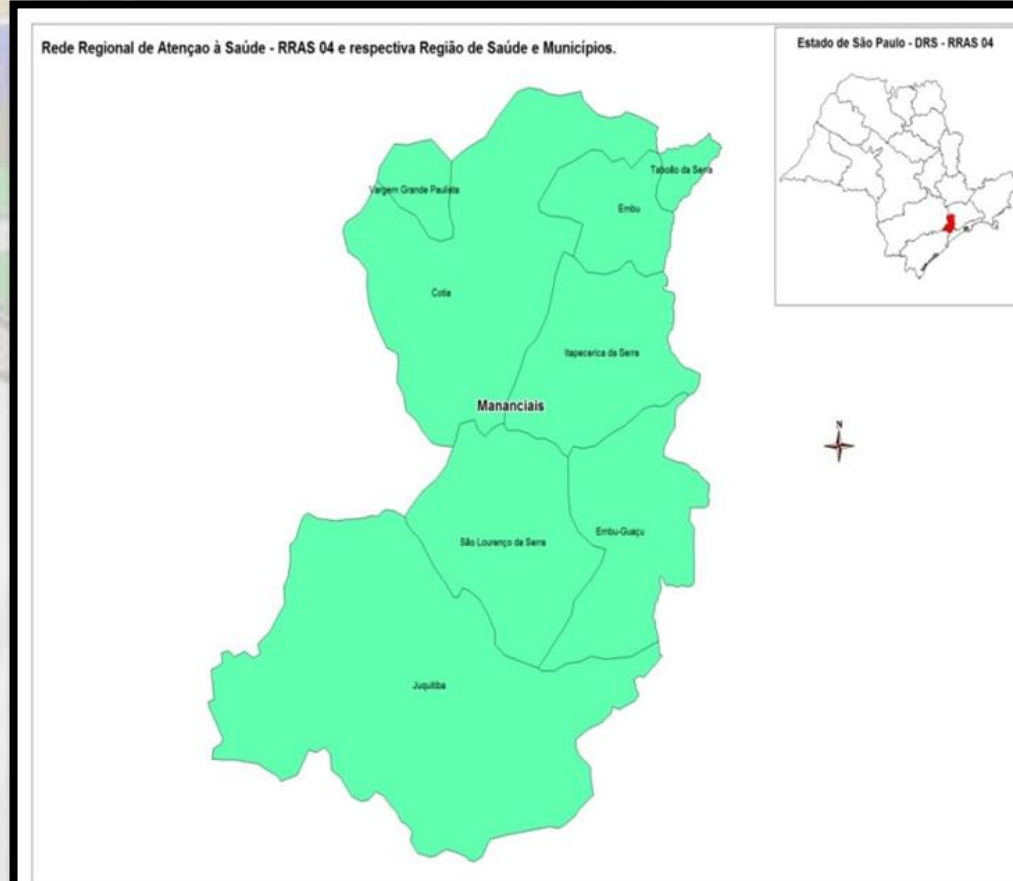 Rede Regional de Atençao à Saúde - RRAS 04 e respectiva Região de Saúde e Municípios.
Estado de São Paulo - DRS - RRAS 04
Taboão da Serra
Vargem Grande Paulista
Embu
Cotia
Itapecerica da Serra
Mananciais
N
Embu-Guaçu
São Lourenço da Serra
Juquitiba